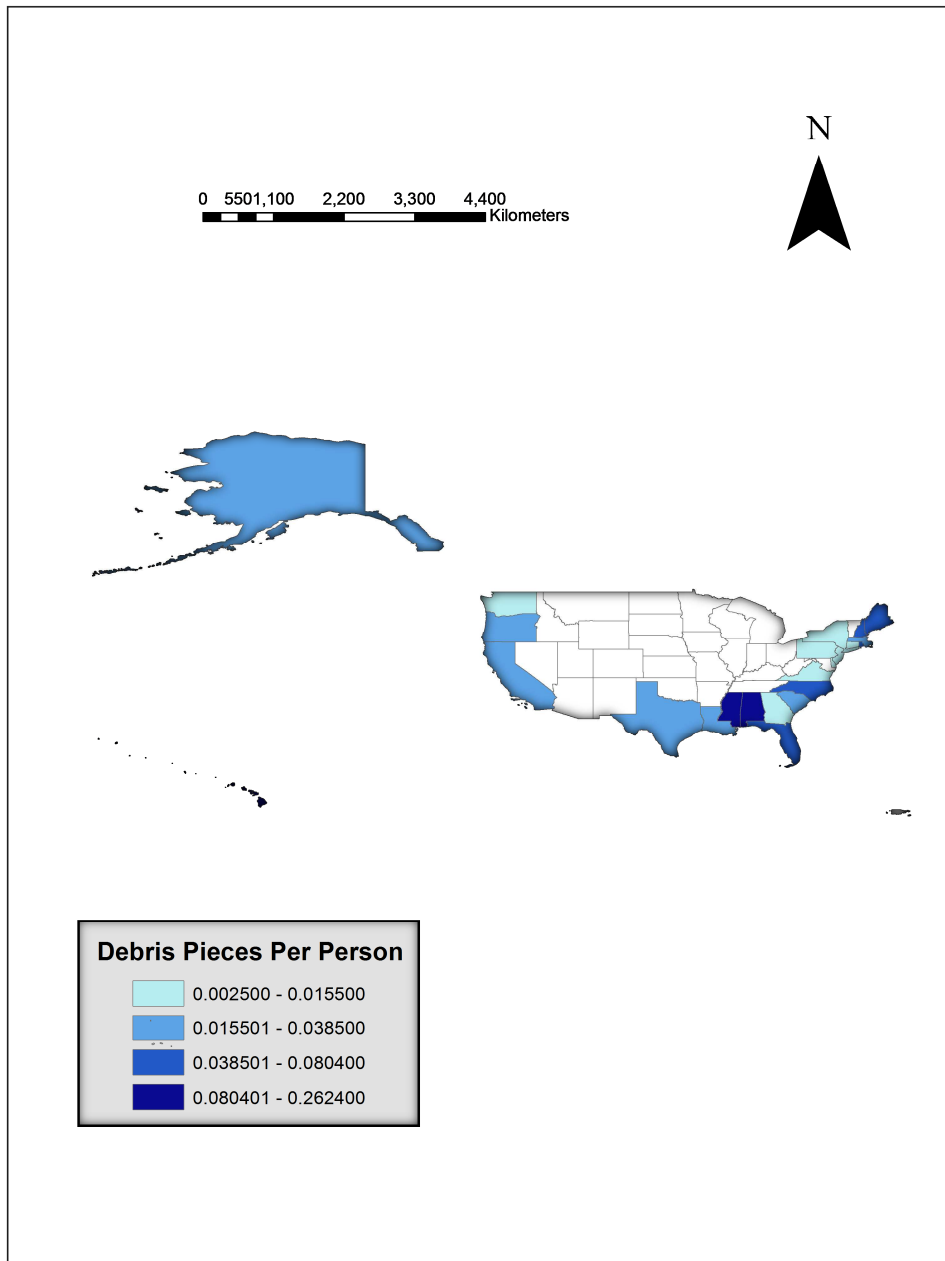 N
0 5501,100 2,200 3,300 4,400
Kilometers
Debris Pieces Per Person
0.002500 - 0.015500
0.015501 - 0.038500
0.038501 - 0.080400
0.080401 - 0.262400